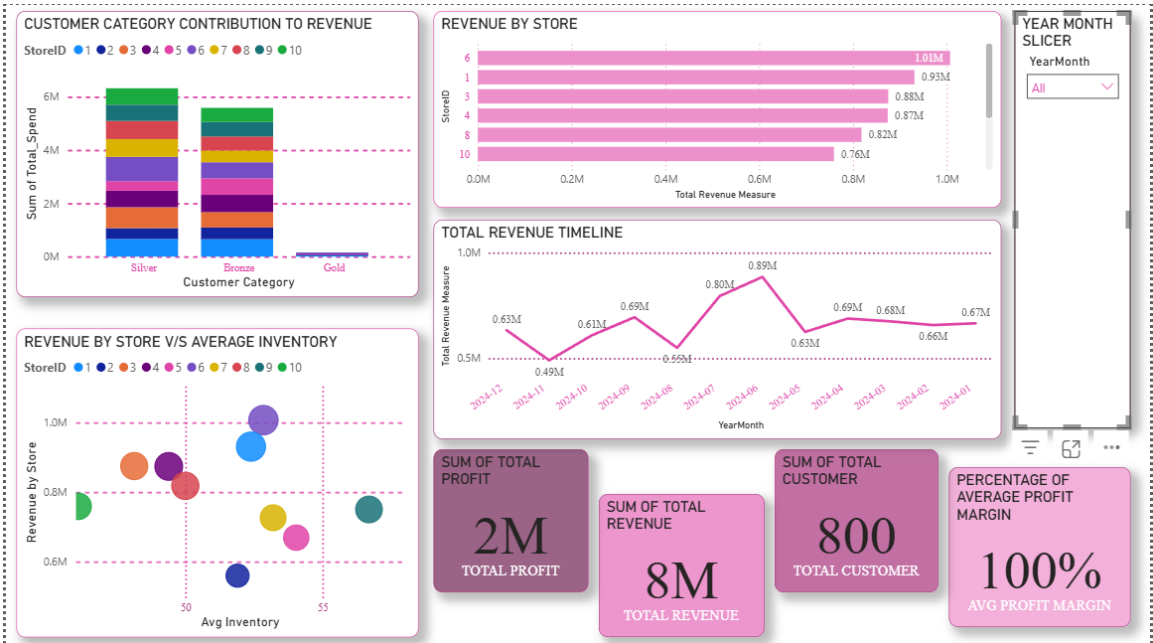 CUSTOMER CATEGORY CONTRIBUTION TO REVENUE
StoreID 1 2 3 4 5 6 7 8 9 10
Sum of Total_Spend
6M
4M
2M
0M
Silver Bronze Gold
Customer Category
REVENUE BY STORE
StoreID
6 1.01M
1 0.93M
3 0.88M
4 0.87M
8 0.82M
10 0.76M
0.0M 0.2M 0.4M 0.6M 0.8M 1.0M
Total Revenue Measure
YEAR MONTH
SLICER
YearMonth
All
TOTAL REVENUE TIMELINE
Total Revenue Measure
1.0M
0.5M
0.63M 0.49M 0.61M 0.69M 0.55M 0.80M 0.89M 0.63M 0.69M 0.68M 0.66M 0.67M
2024-12 2024-11 2024-10 2024-09 2024-08 2024-07 2024-06 2024-05 2024-04 2024-03 2024-02 2024-01
YearMonth
REVENUE BY STORE V/S AVERAGE INVENTORY
StoreID 1 2 3 4 5 6 7 8 9 10
Revenue by Store
1.0M
0.8M
0.6M
50 55
Avg Inventory
SUM OF TOTAL
PROFIT
2M
TOTAL PROFIT
SUM OF TOTAL
REVENUE
8M
TOTAL REVENUE
SUM OF TOTAL
CUSTOMER
800
TOTAL CUSTOMER
PERCENTAGE OF
AVERAGE PROFIT
MARGIN
100%
AVG PROFIT MARGIN